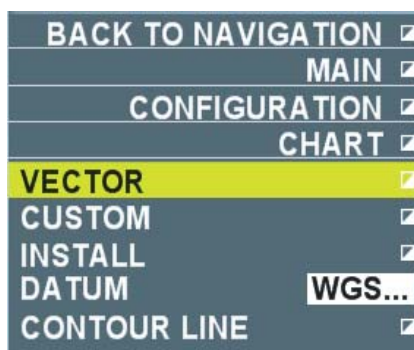 BACK TO NAVIGATION
MAIN
CONFIGURATION
CHART
VECTOR
CUSTOM
INSTALL
DATUM WGS...
CONTOUR LINE